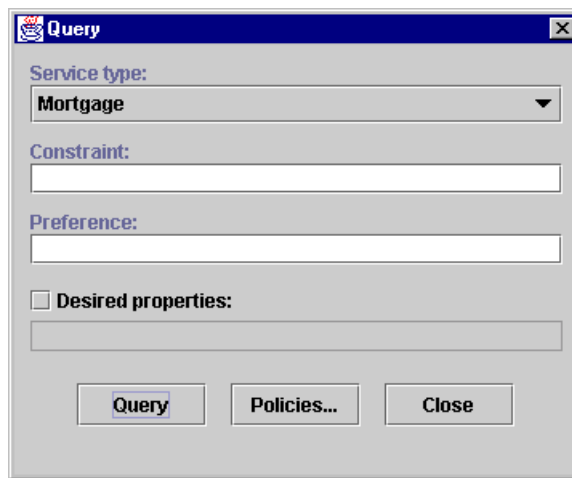 Query
Service type:
Mortgage
Constraint:
Preference:
Desired properties:
Query Policies... Close